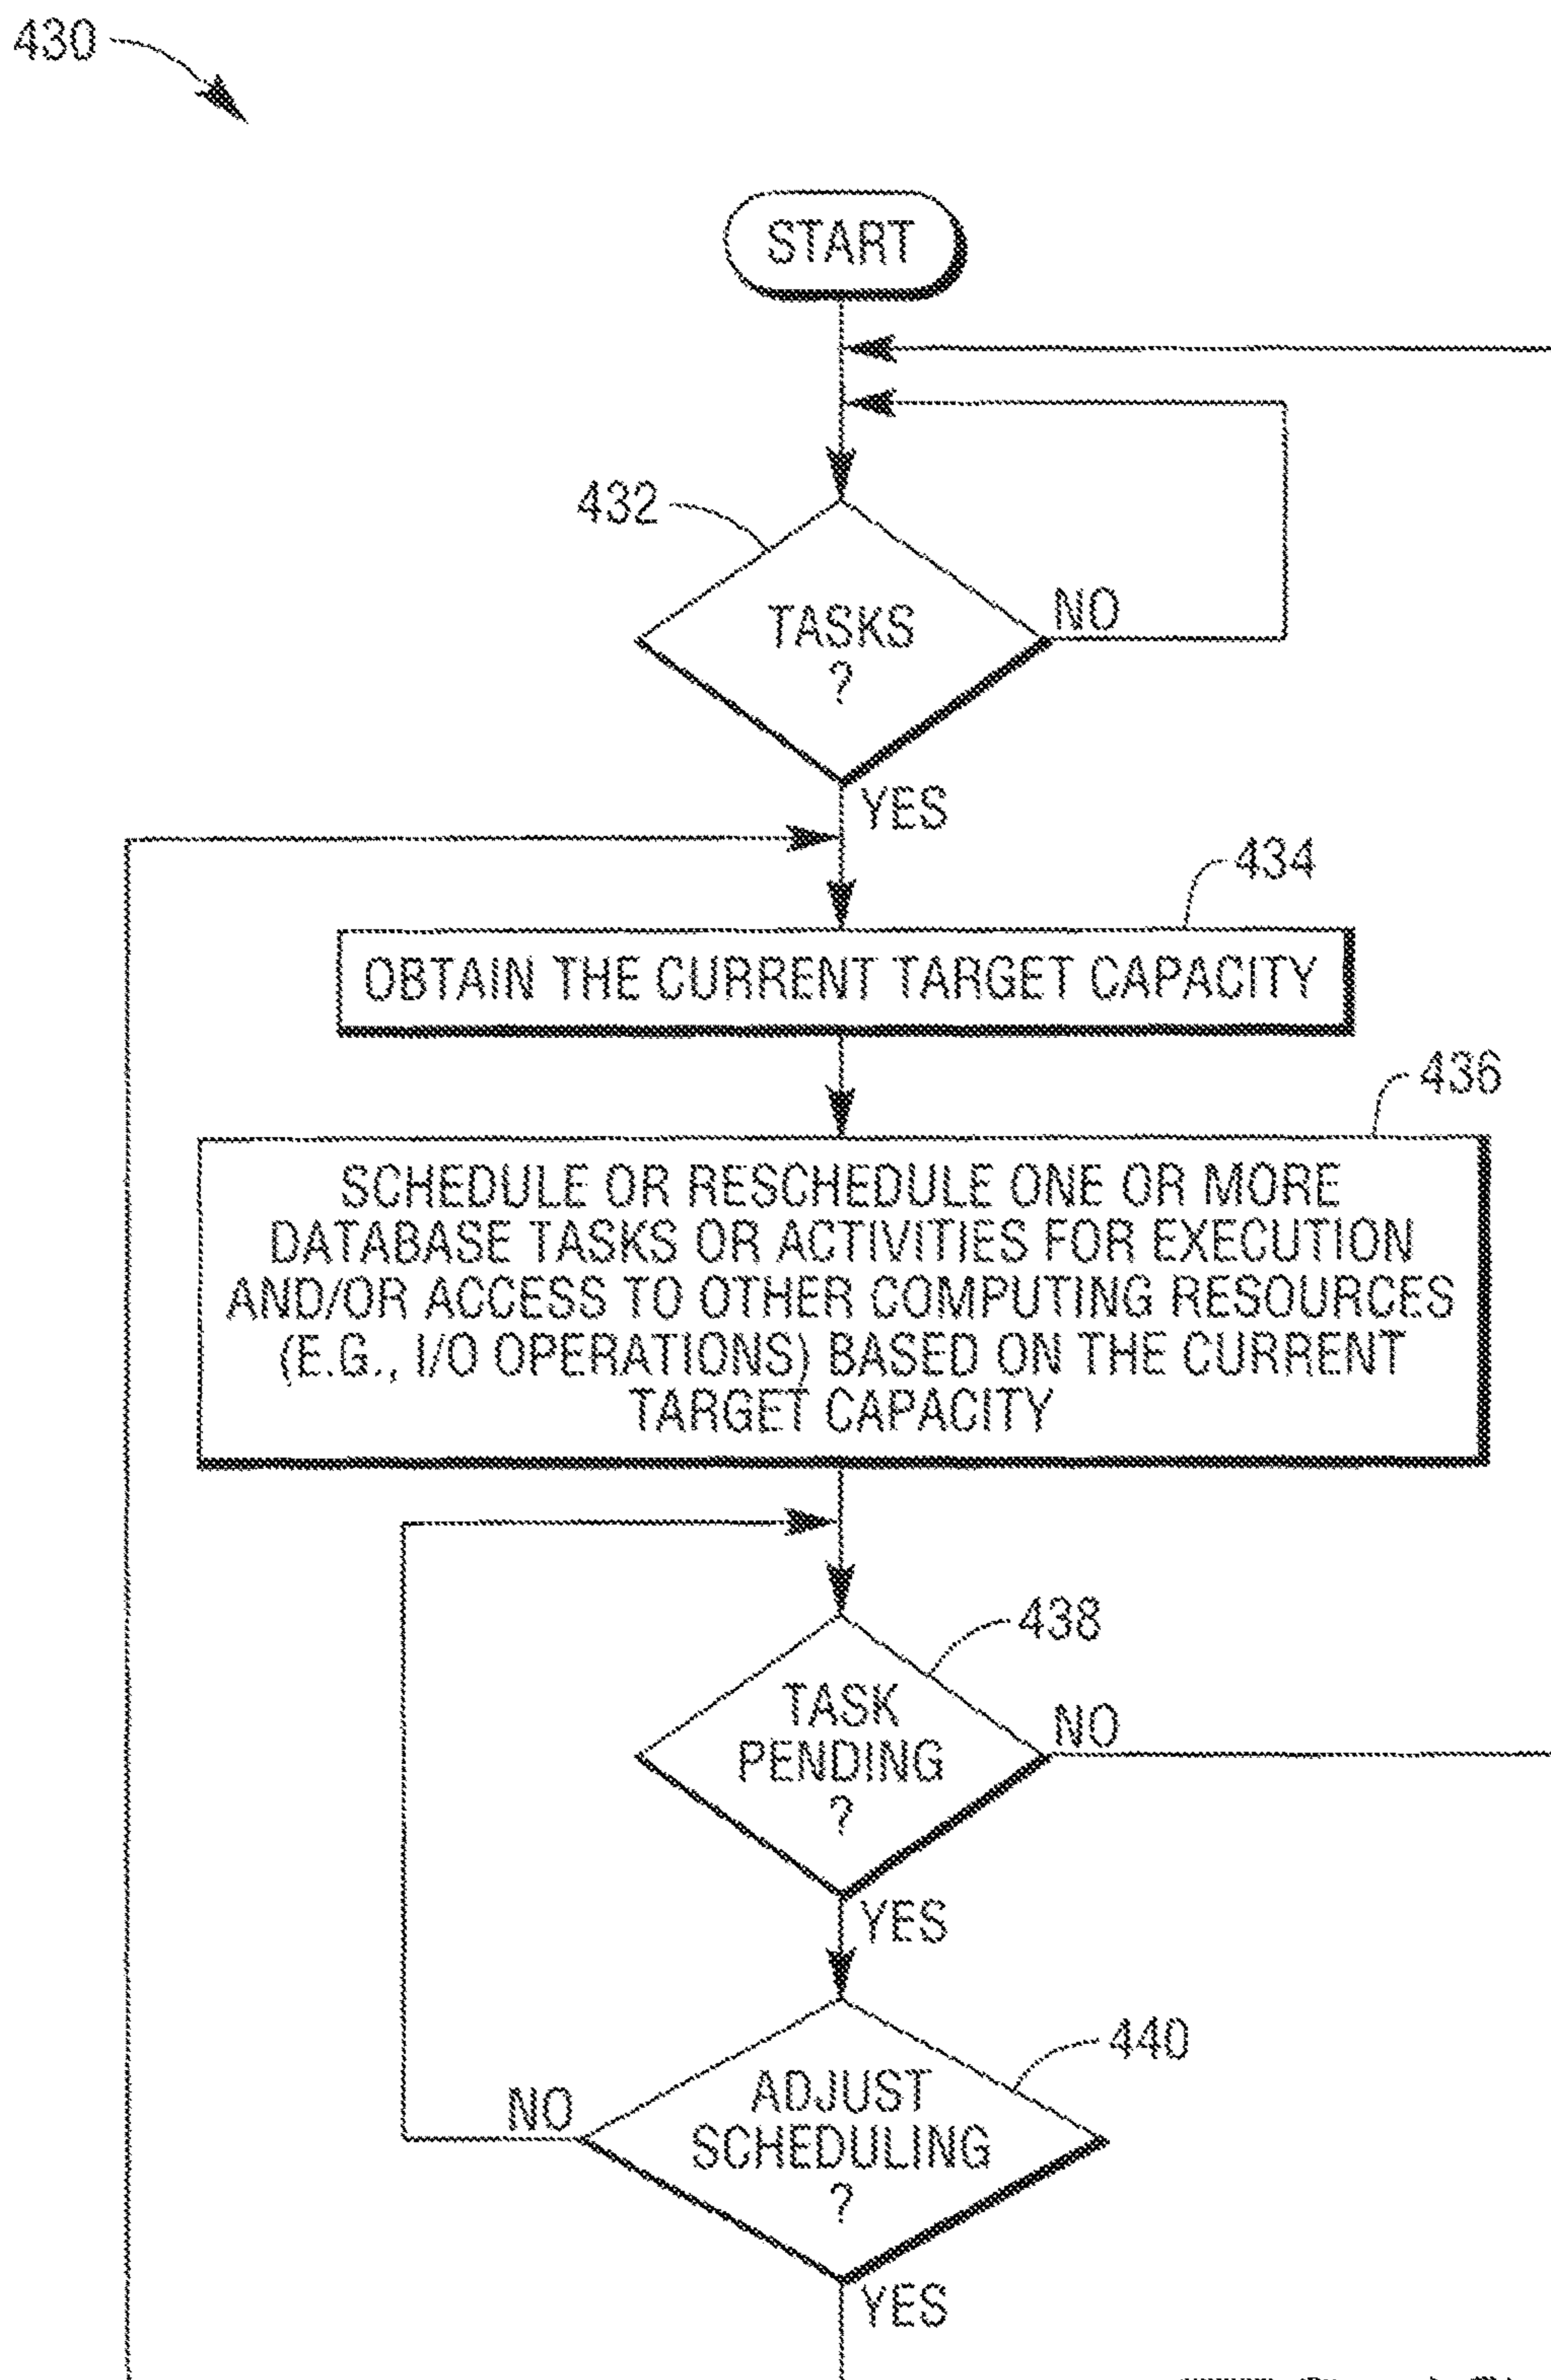 430
START
432
TASKS
?
NO
YES
434
OBTAIN THE CURRENT TARGET CAPACITY
436
SCHEDULE OR RESCHEDULE ONE OR MORE
DATABASE TASKS OR ACTIVITIES FOR EXECUTION
AND/OR ACCESS TO OTHER COMPUTING RESOURCES
(E.G., I/O OPERATIONS) BASED ON THE CURRENT
TARGET CAPACITY
438
TASK
PENDING
?
NO
YES
440
ADJUST
SCHEDULING
?
NO
YES